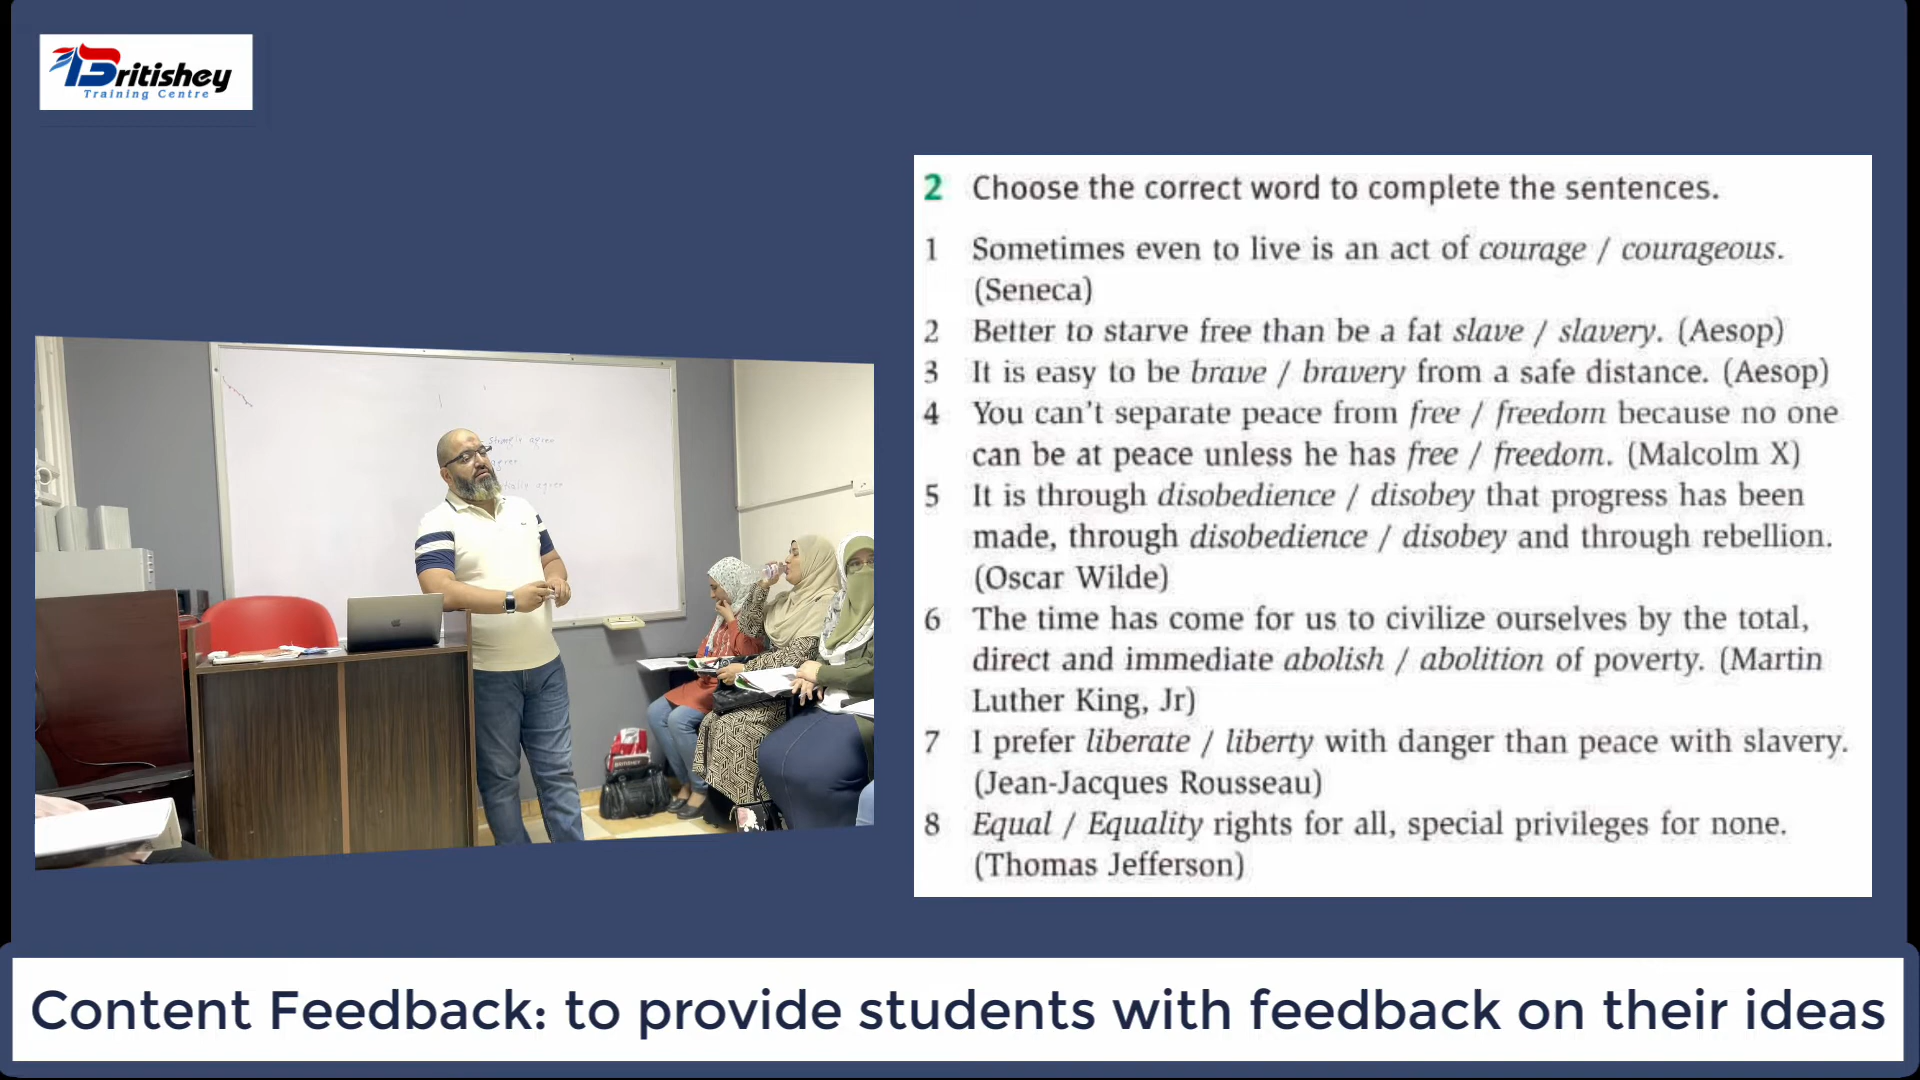 Britishey
Training Centre
2 Choose the correct word to complete the sentences.
1 Sometimes even to live is an act of courage / courageous.
(Seneca)
2 Better to starve free than be a fat slave / slavery. (Aesop)
3 It is easy to be brave / bravery from a safe distance. (Aesop)
4 You can't separate peace from free / freedom because no one
can be at peace unless he has free / freedom. (Malcolm X)
5 It is through disobedience / disobey that progress has been
made, through disobedience / disobey and through rebellion.
(Oscar Wilde)
6 The time has come for us to civilize ourselves by the total,
direct and immediate abolish / abolition of poverty. (Martin
Luther King, Jr)
7 I prefer liberate / liberty with danger than peace with slavery.
(Jean-Jacques Rousseau)
8 Equal / Equality rights for all, special privileges for none.
(Thomas Jefferson)
strongly agree
agree
Content Feedback: to provide students with feedback on their ideas